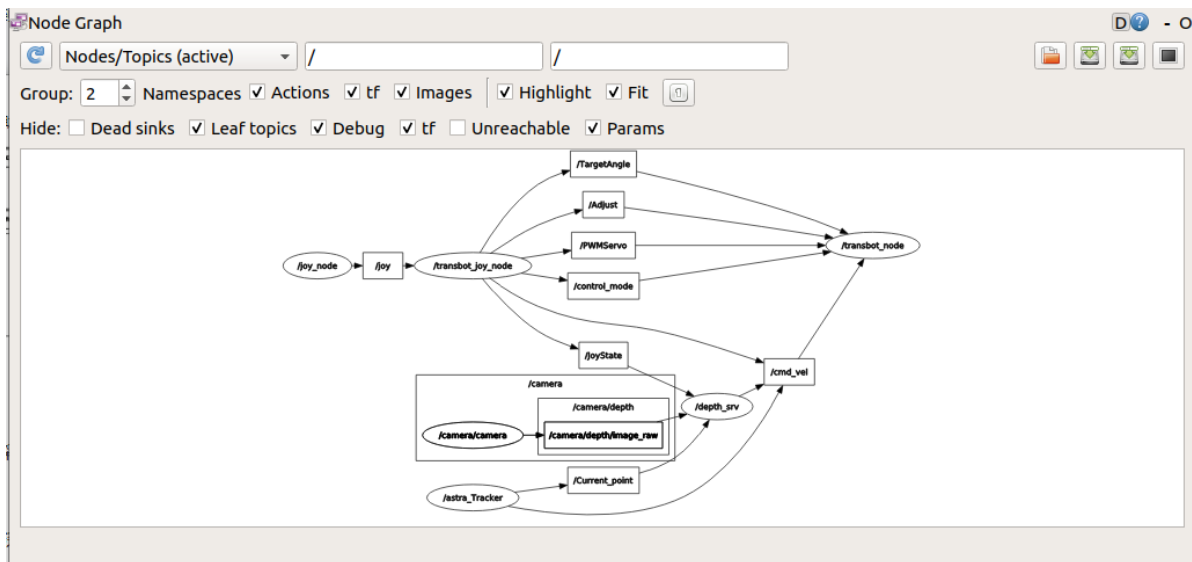 Node Graph D - O
Nodes/Topics (active) / /
Group: 2 Namespaces Actions tf Images Highlight Fit
Hide: Dead sinks Leaf topics Debug tf Unreachable Params
/TargetAngle
/Adjust
/PWMServo
/transbot_node
/joy_node
/joy
/transbot_joy_node
/control_mode
/JoyState
/cmd_vel
/camera
/camera/depth
/depth_srv
/camera/camera
/camera/depth/image_raw
/Current_point
/astra_Tracker